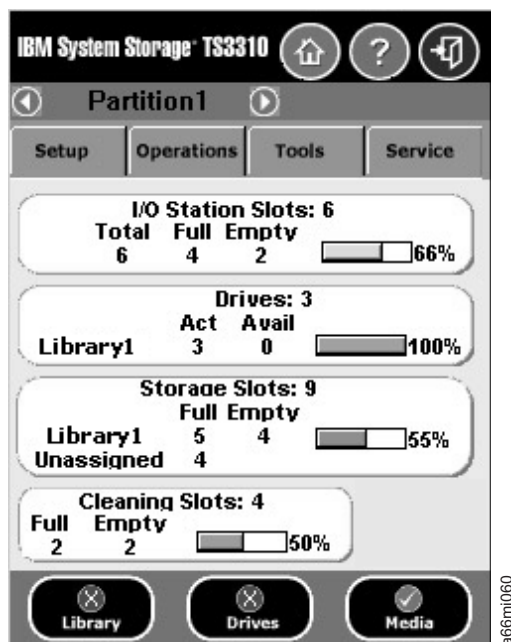 IBM System Storage TS3310
?
Partition1
Setup Operations Tools Service
I/O Station Slots: 6
Total Full Empty
6 4 2 66%
Drives: 3
Act Avail
Library1 3 0 100%
Storage Slots: 9
Full Empty
Library1 5 4 55%
Unassigned 4
Cleaning Slots: 4
Full Empty
2 2 50%
Library Drives Media
a66mi060